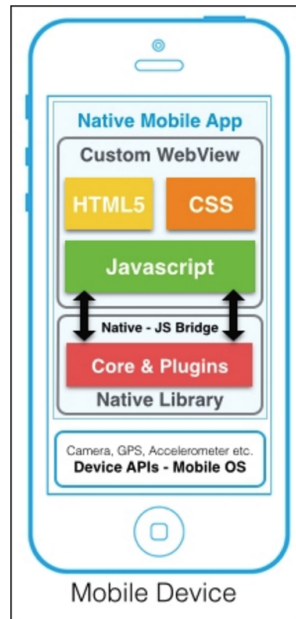 Native Mobile App
Custom WebView
HTML5 CSS
Javascript
Native - JS Bridge
Core & Plugins
Native Library
Camera, GPS, Accelerometer etc.
Device APIs - Mobile OS
Mobile Device